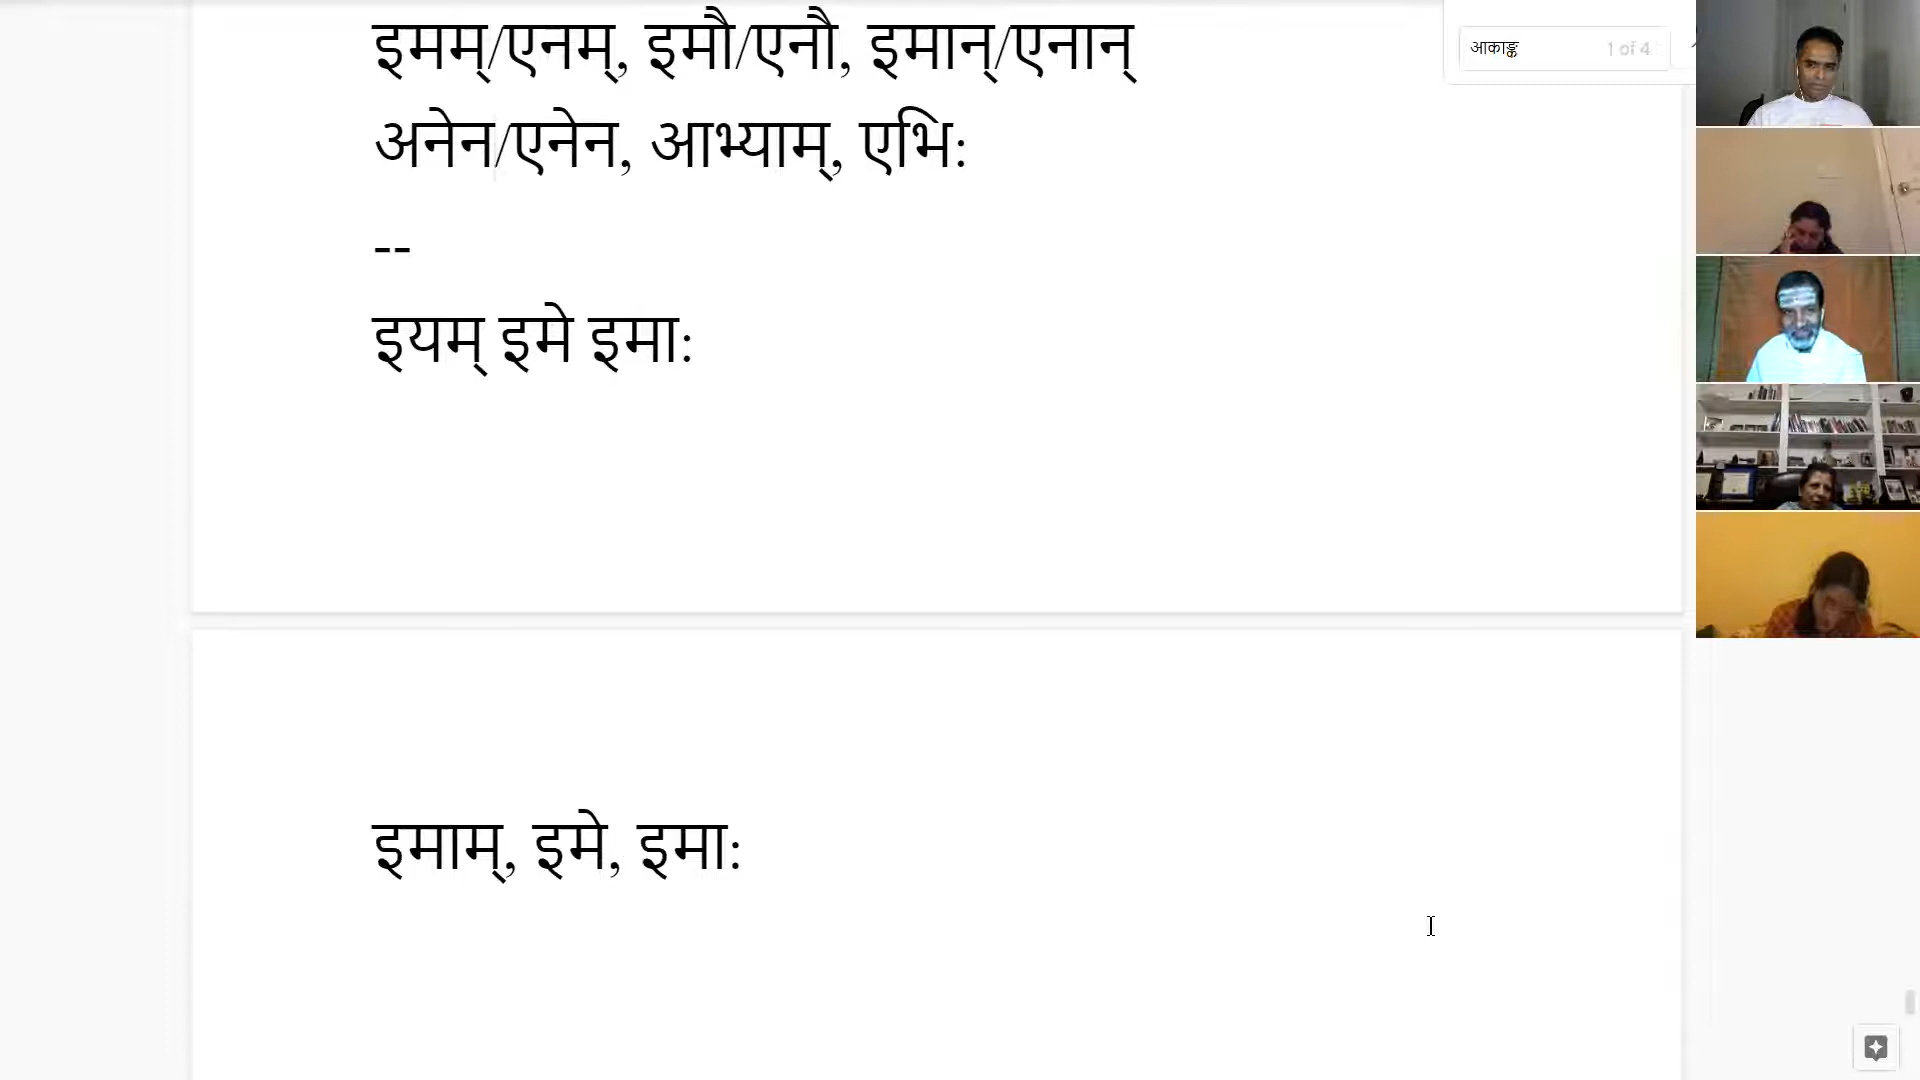 इमम्/एनम्, इमौ/एनौ, इमान्/एनान्
आकाङ्क 1 of 4
अनेन/एनेन, आभ्याम्, एभिः
--
इयम् इमे इमाः
इमाम्, इमे, इमाः